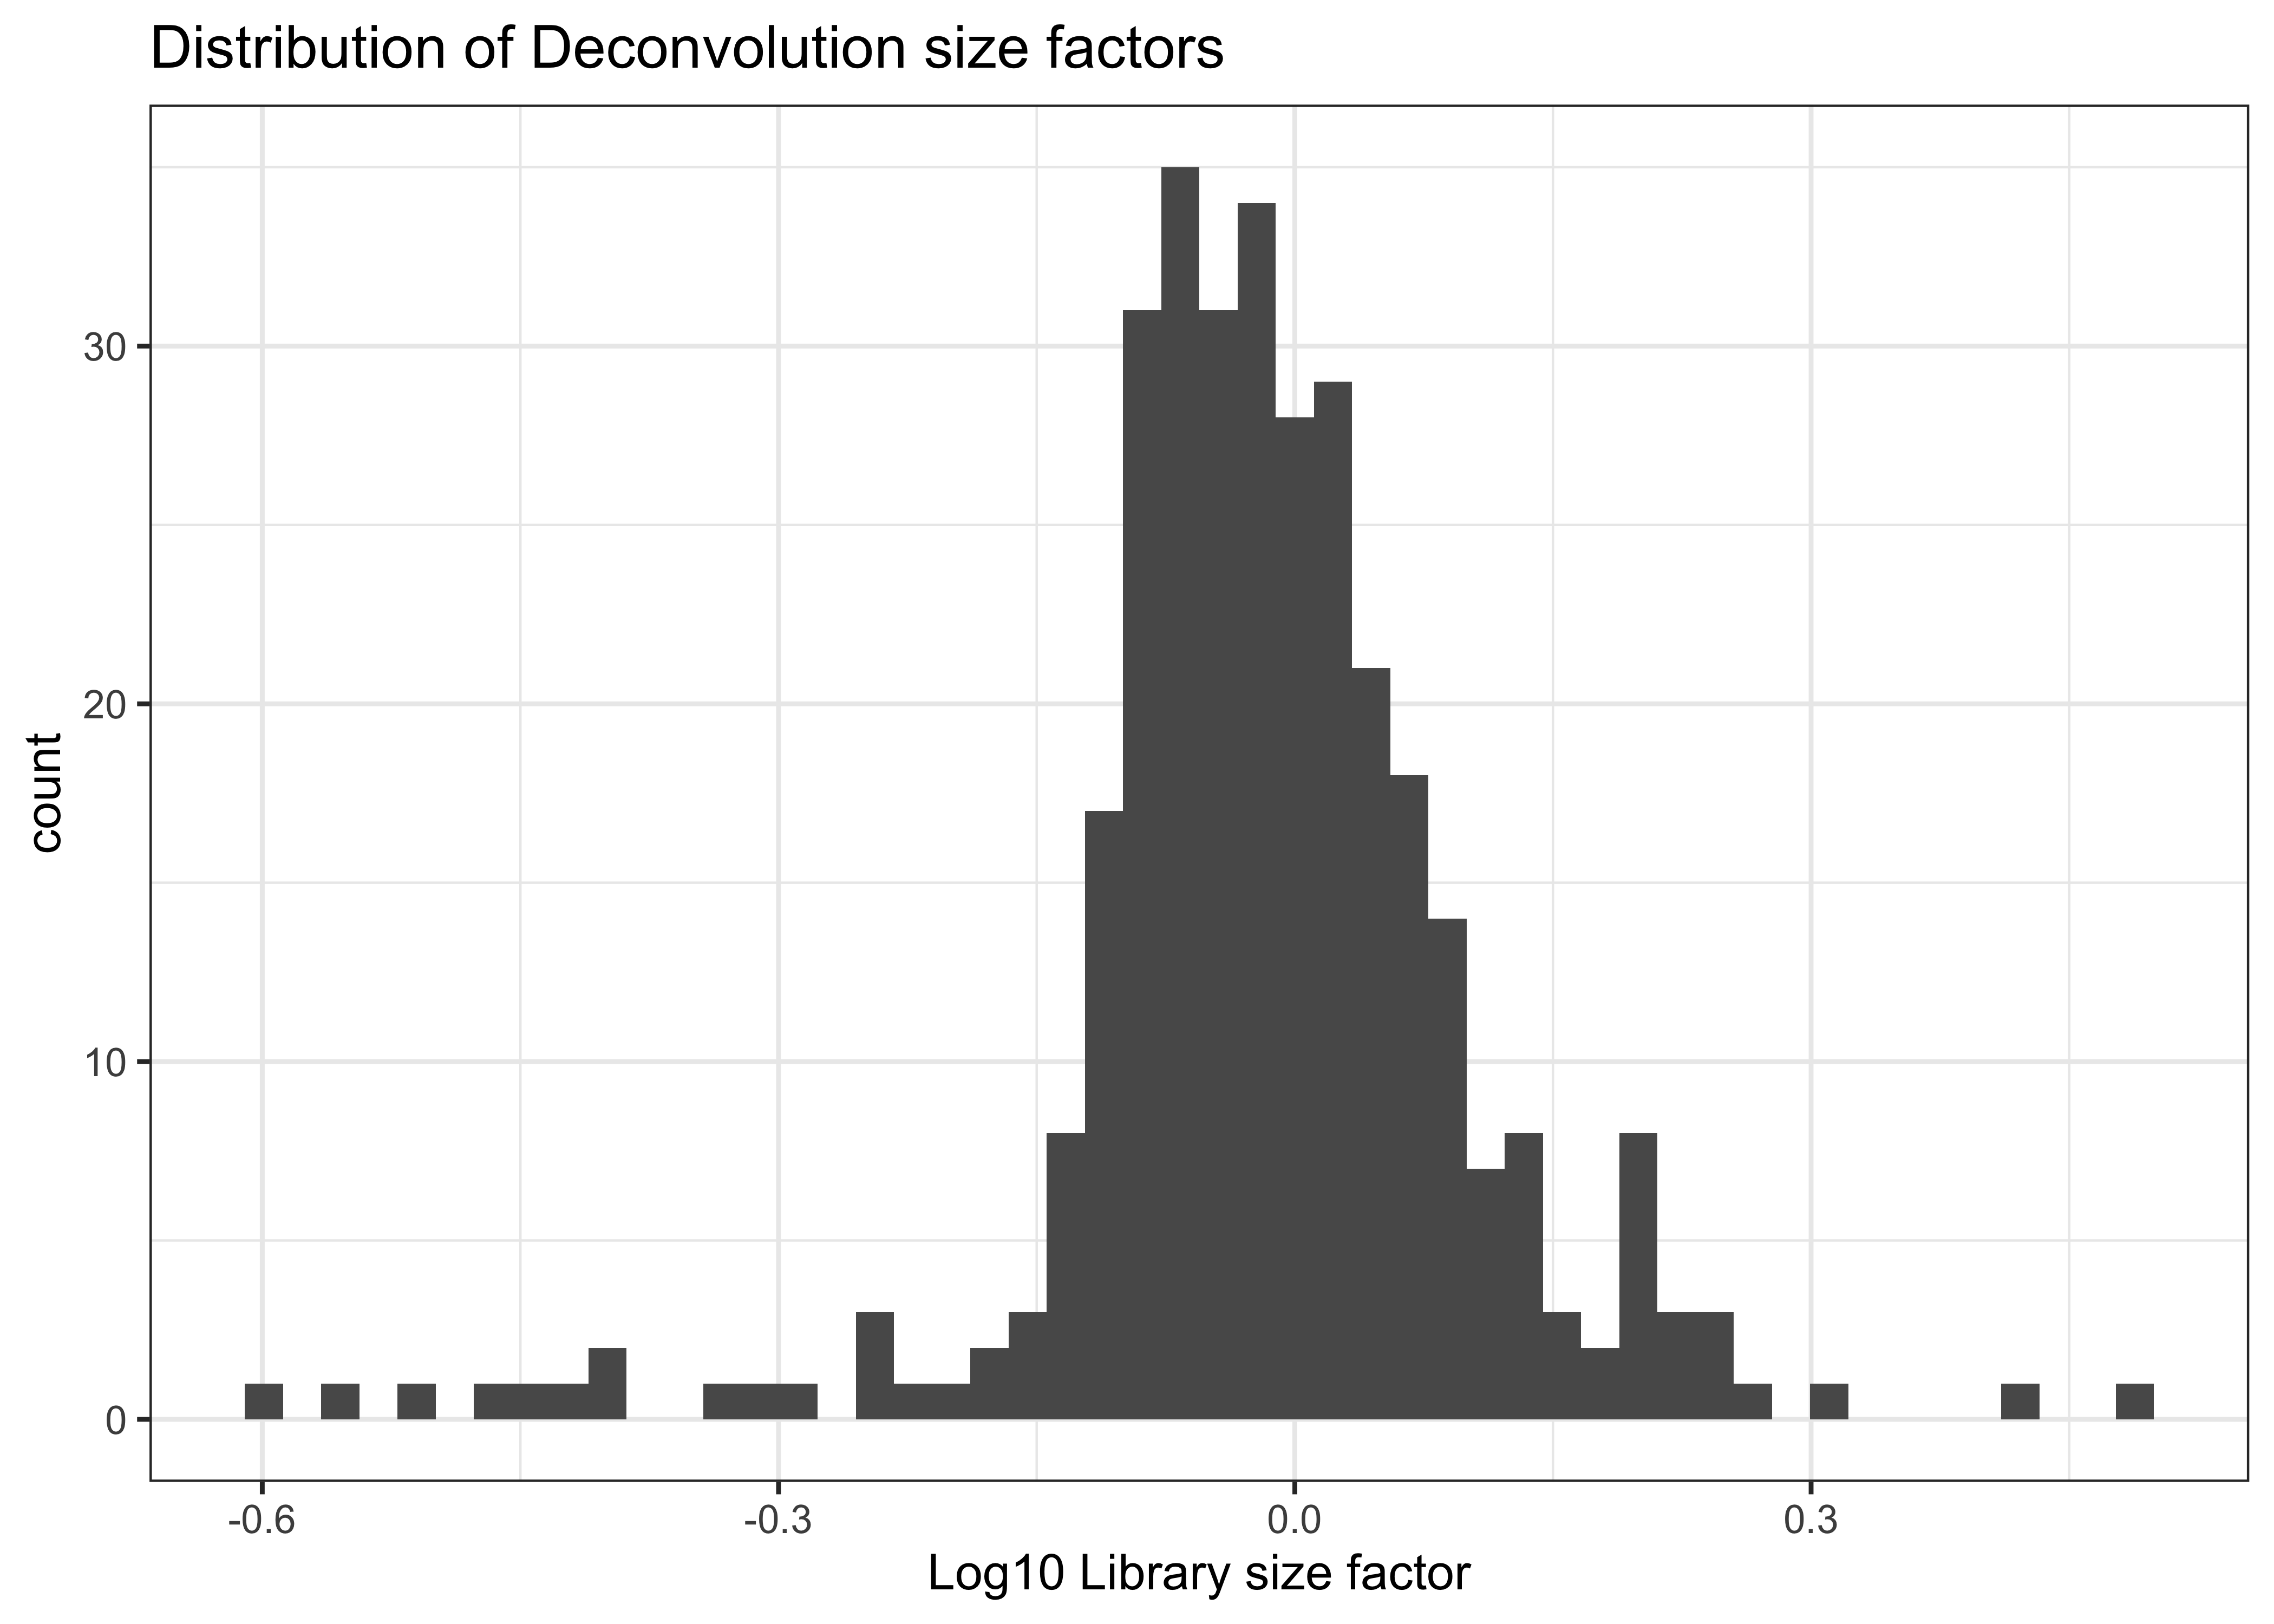 Distribution of Deconvolution size factors
30
20
10
0
count
-0.6
-0.3
0.0
0.3
Log10 Library size factor